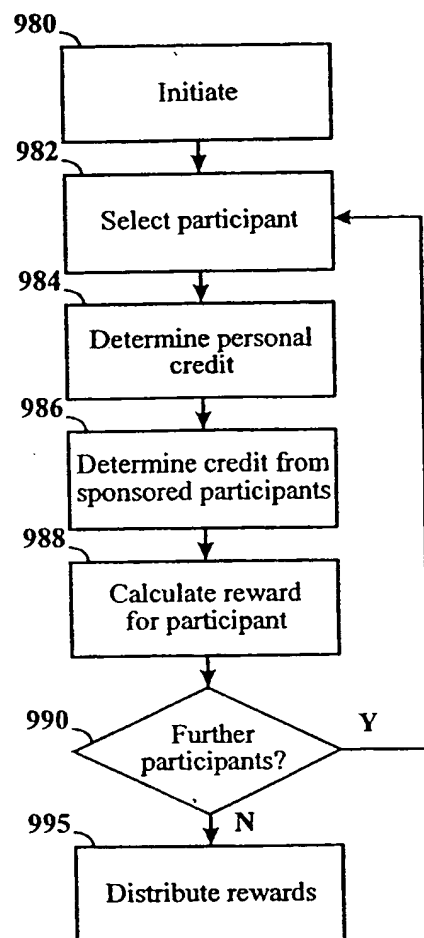 980
Initiate
982
Select participant
984
Determine personal
credit
986
Determine credit from
sponsored participants
988
Calculate reward
for participant
990
Further
participants?
Y
995
N
Distribute rewards